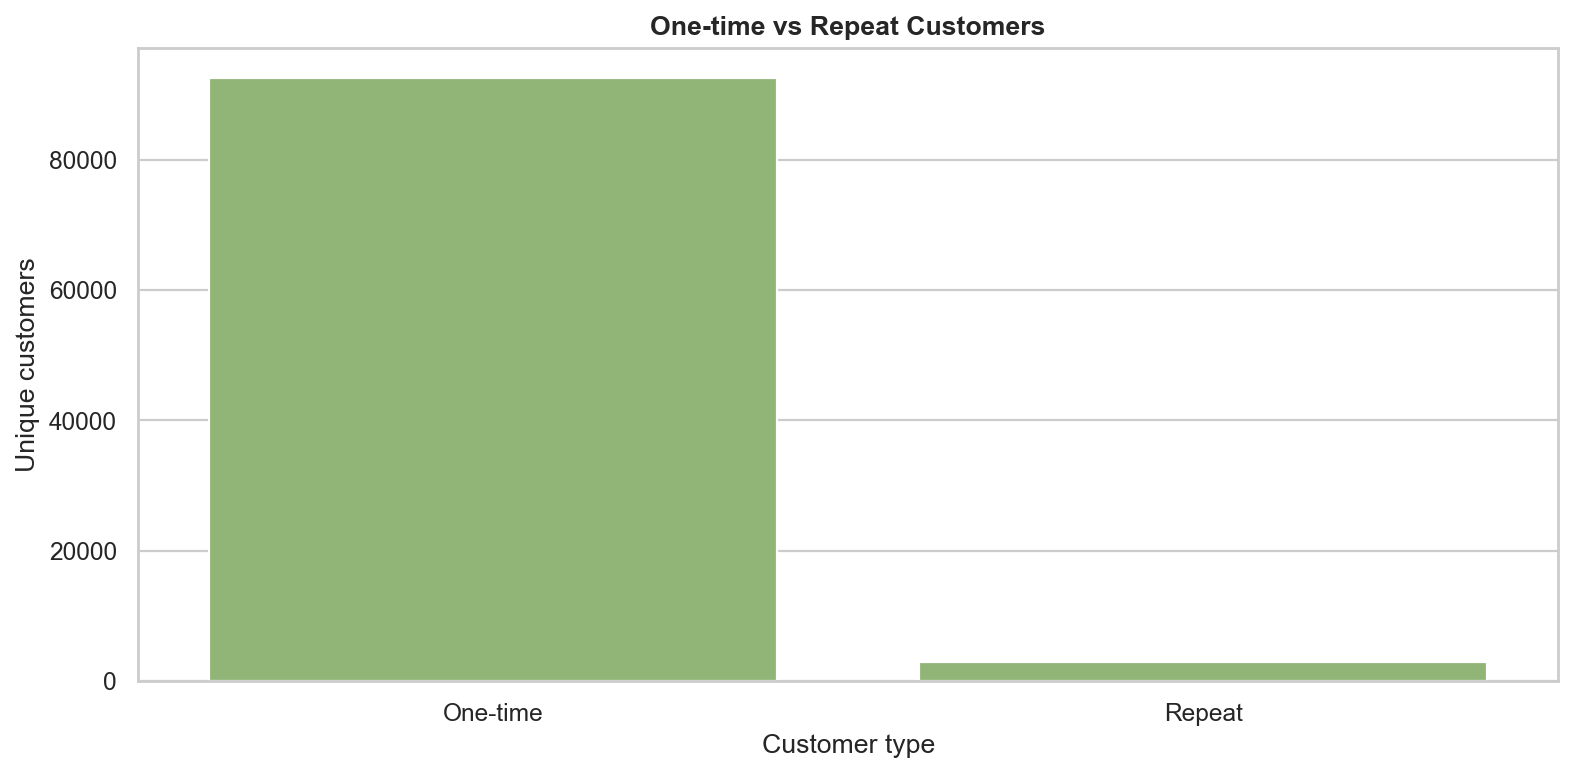 One-time vs Repeat Customers
Unique customers
80000
60000
40000
20000
0
One-time
Repeat
Customer type